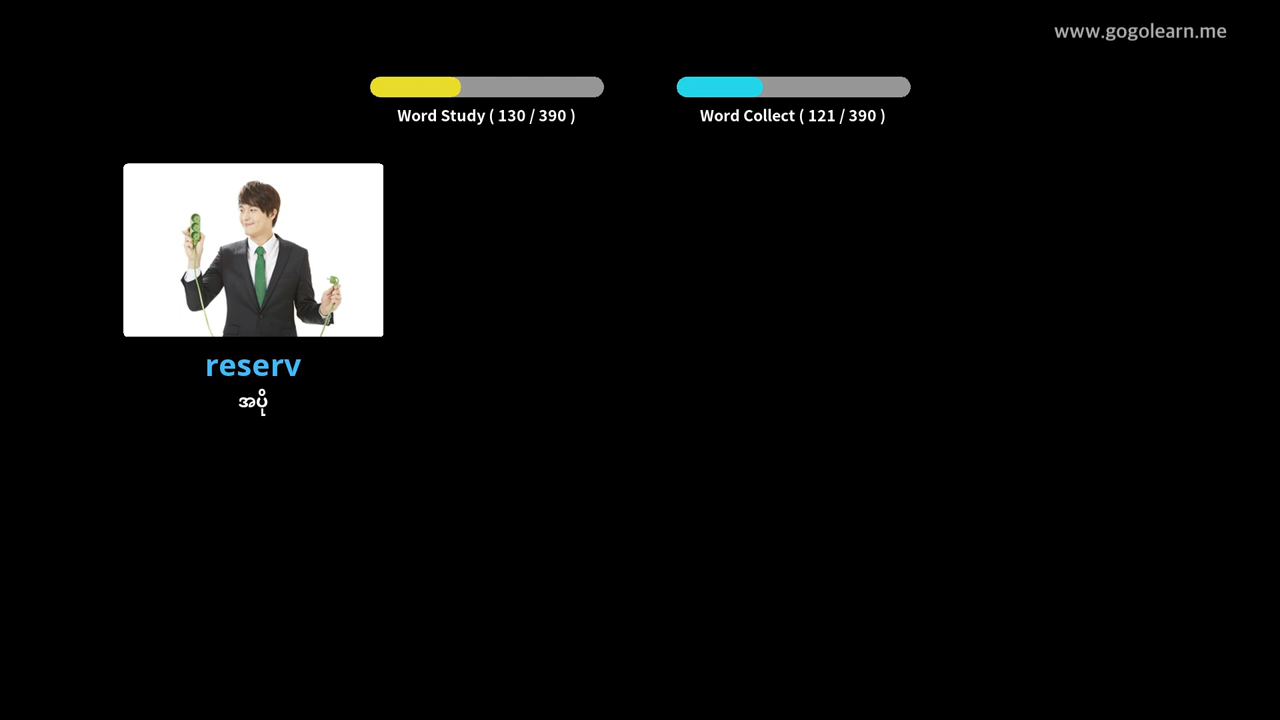 www.gogolearn.me
Word Study ( 130 / 390 )
Word Collect ( 121 / 390 )
reserv
အပို